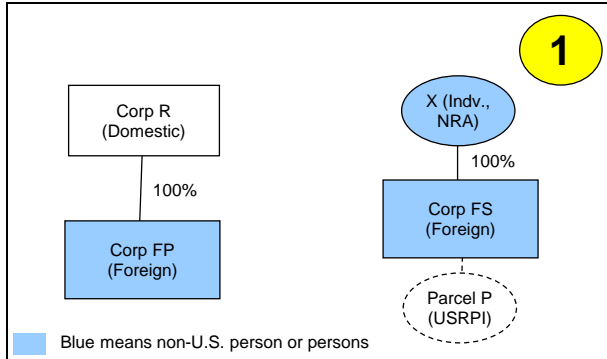 1
Corp R
(Domestic)
100%
Corp FP
(Foreign)
X (Indv.,
NRA)
100%
Corp FS
(Foreign)
Parcel P
(USRPI)
Blue means non-U.S. person or persons